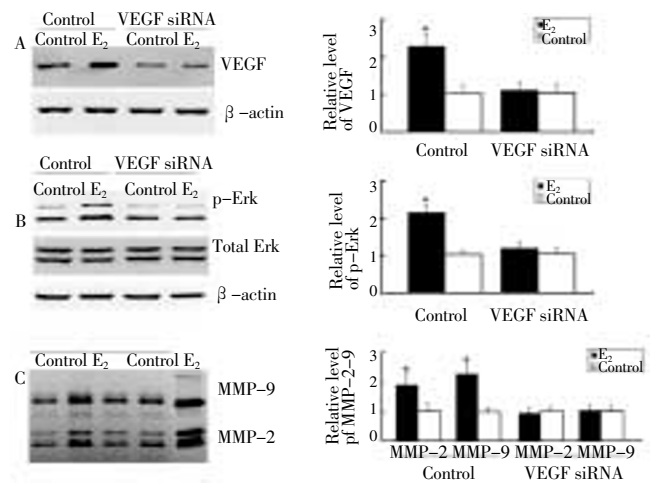 Control VEGF siRNA
A Control E2 Control E2
VEGF
β-actin
Relative level
of VEGF
3
2
1
0
+
E2
Control
Control VEGF siRNA
Control VEGF siRNA
Control E2 Control E2
p-Erk
B
Total Erk
β-actin
Relative level
of p-Erk
3
2
1
0
+
E2
Control
Control VEGF siRNA
Control E2 Control E2
C
MMP-9
MMP-2
Relative level
pf MMP-2-9
3
2
1
0
+ +
E2
Control
MMP-2 MMP-9 MMP-2 MMP-9
Control VEGF siRNA